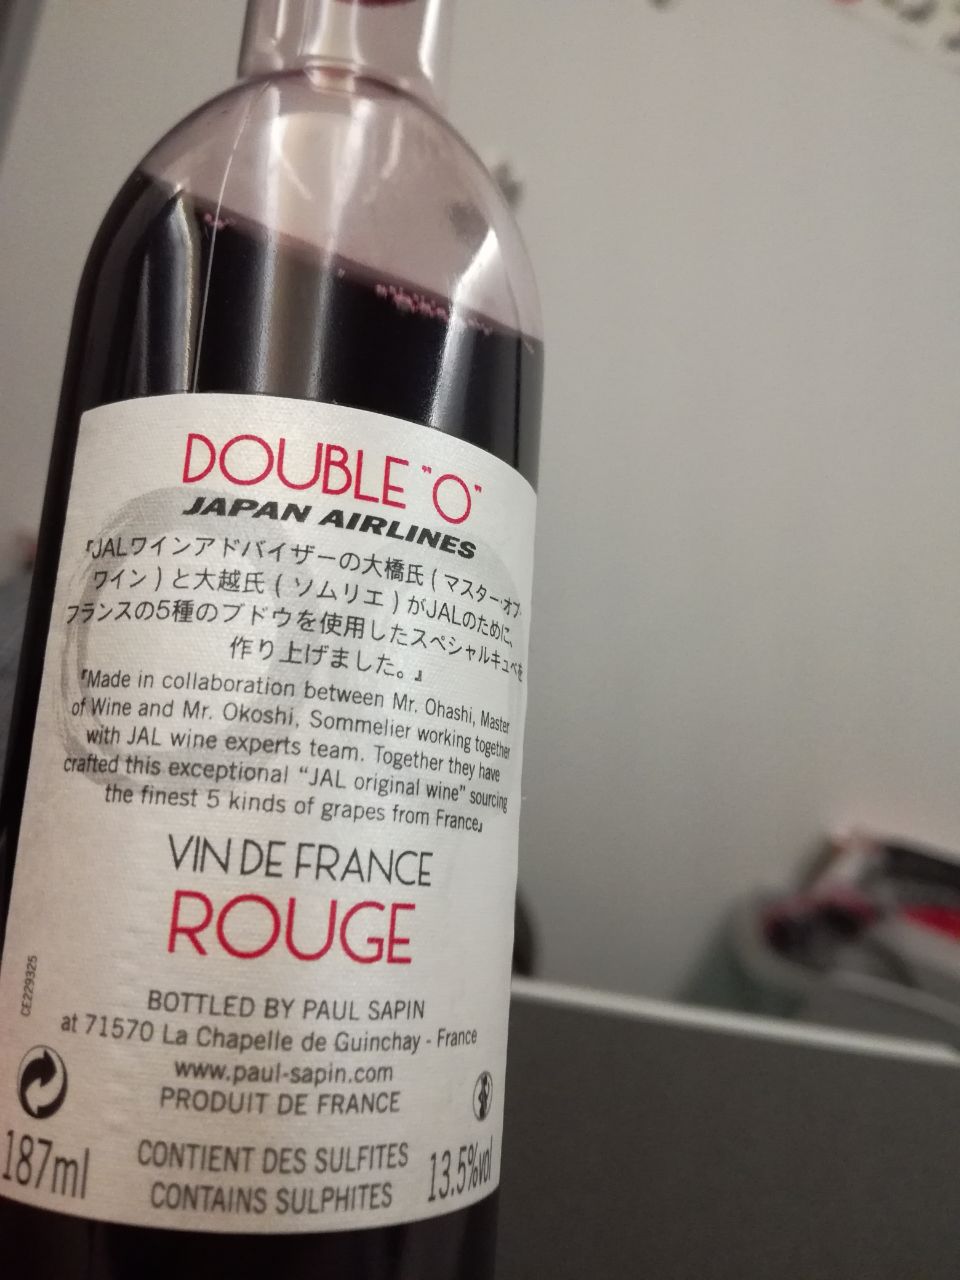 DOUBLE "O"
JAPAN AIRLINES
『JALワインアドバイザーの大橋氏(マスター・オブ・
ワイン)と大越氏(ソムリエ)がJALのために、
フランスの5種のブドウを使用したスペシャルキュベを
作り上げました。』
『Made in collaboration between Mr. Ohashi, Master
of Wine and Mr. Okoshi, Sommelier working together
with JAL wine experts team. Together they have
crafted this exceptional “JAL original wine” sourcing
the finest 5 kinds of grapes from France』
VIN DE FRANCE
ROUGE
CE229325
BOTTLED BY PAUL SAPIN
at 71570 La Chapelle de Guinchay - France
www.paul-sapin.com
PRODUIT DE FRANCE
187ml
CONTIENT DES SULFITES
CONTAINS SULPHITES
13.5%vol